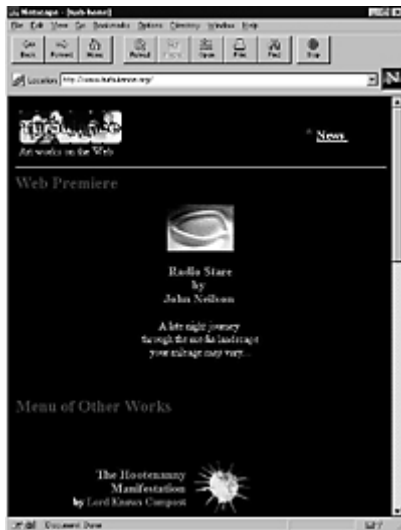 Netscape - [turb-home]
File Edit View Go Bookmarks Options Directory Window Help
Back Forward Home Reload Open Print Find Stop
Location: http://www.turbulence.org/
turbulence
Art works on the Web
^ News
Web Premiere
Radio Stare
by
John Neilson
A late night journey
through the media landscape
your mileage may vary...
Menu of Other Works
The Hootenanny
Manifestation
by Lord Knows Compost
Document: Done